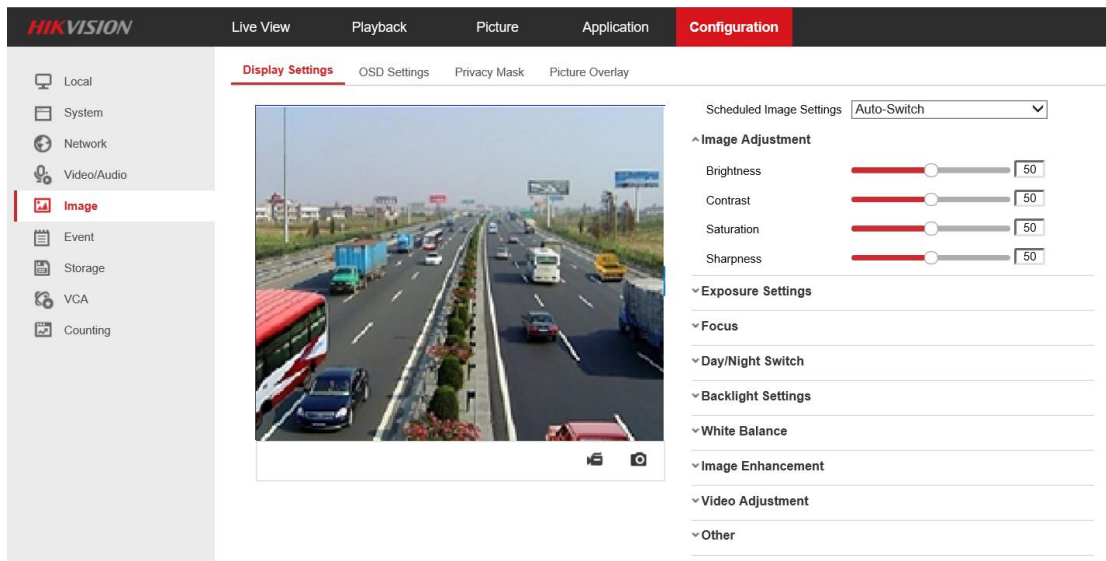 HIKVISION
Live View
Playback
Picture
Application
Configuration
Local
System
Network
Video/Audio
Image
Event
Storage
VCA
Counting
Display Settings
OSD Settings
Privacy Mask
Picture Overlay
Scheduled Image Settings Auto-Switch
Image Adjustment
Brightness 50
Contrast 50
Saturation 50
Sharpness 50
Exposure Settings
Focus
Day/Night Switch
Backlight Settings
White Balance
Image Enhancement
Video Adjustment
Other